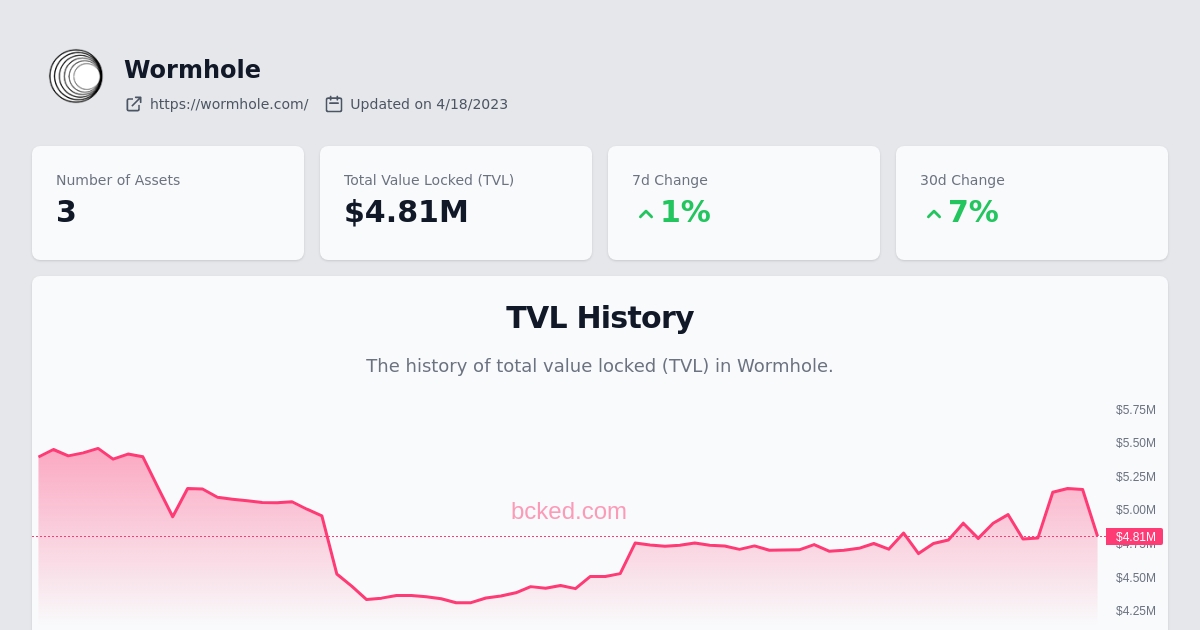 Wormhole
https://wormhole.com/ Updated on 4/18/2023
Number of Assets
3
Total Value Locked (TVL)
$4.81M
7d Change
1%
30d Change
7%
TVL History
The history of total value locked (TVL) in Wormhole.
$5.75M
$5.50M
$5.25M
$5.00M
bcked.com
$4.81M
$4.75M
$4.50M
$4.25M